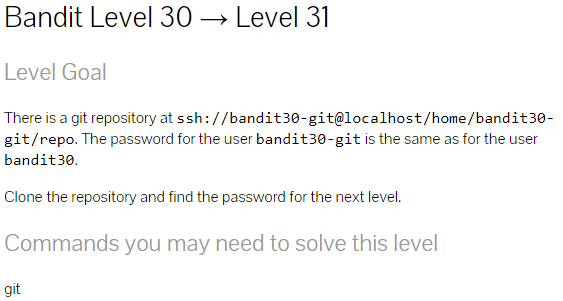 Bandit Level 30 → Level 31
Level Goal
There is a git repository at ssh://bandit30-git@localhost/home/bandit30-
git/repo. The password for the user bandit30-git is the same as for the user
bandit30.
Clone the repository and find the password for the next level.
Commands you may need to solve this level
git